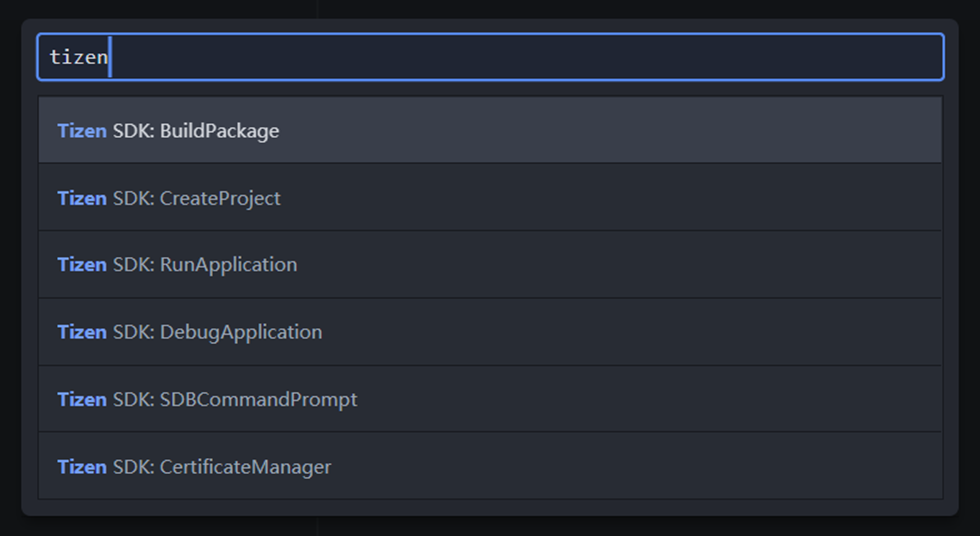 tizen
Tizen SDK: BuildPackage
Tizen SDK: CreateProject
Tizen SDK: RunApplication
Tizen SDK: DebugApplication
Tizen SDK: SDBCommandPrompt
Tizen SDK: CertificateManager